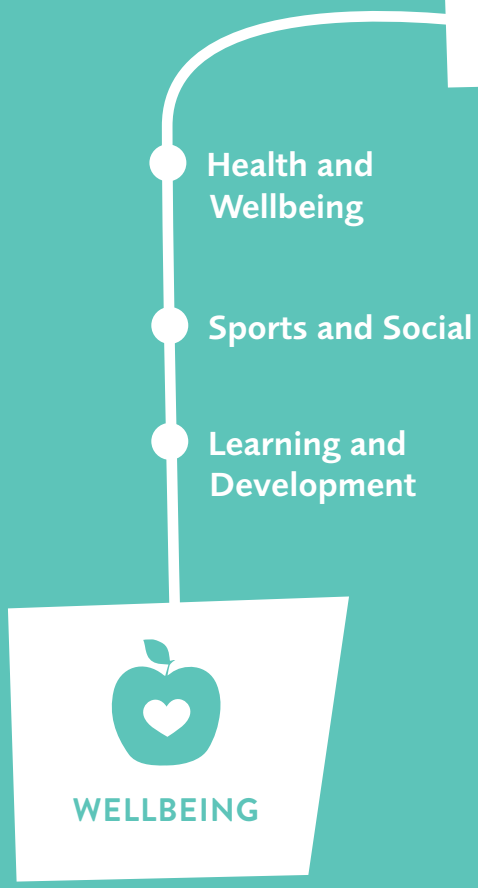 Health and
Wellbeing
Sports and Social
Learning and
Development
WELLBEING